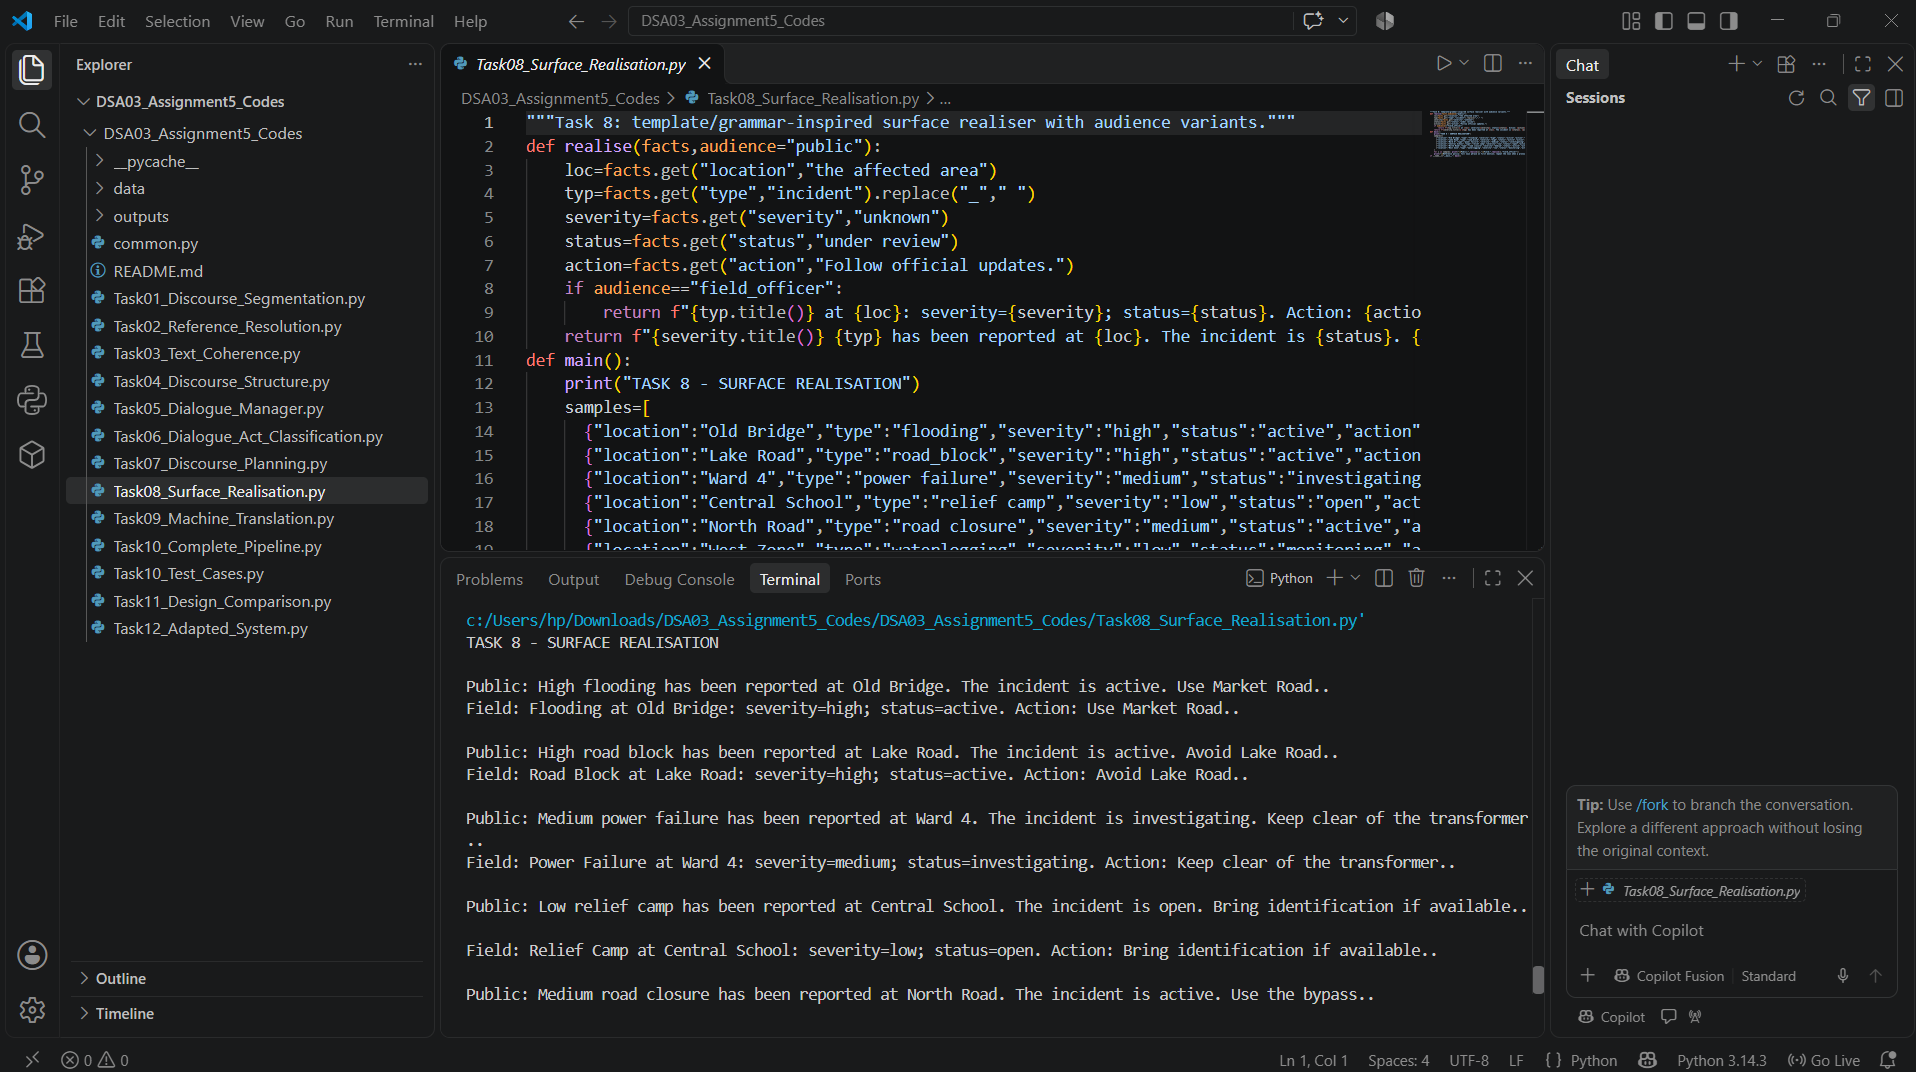 File Edit Selection View Go Run Terminal Help
DSA03_Assignment5_Codes
Explorer
DSA03_Assignment5_Codes
DSA03_Assignment5_Codes
__pycache__
data
outputs
common.py
README.md
Task01_Discourse_Segmentation.py
Task02_Reference_Resolution.py
Task03_Text_Coherence.py
Task04_Discourse_Structure.py
Task05_Dialogue_Manager.py
Task06_Dialogue_Act_Classification.py
Task07_Discourse_Planning.py
Task08_Surface_Realisation.py
Task09_Machine_Translation.py
Task10_Complete_Pipeline.py
Task10_Test_Cases.py
Task11_Design_Comparison.py
Task12_Adapted_System.py
Outline
Timeline
Task08_Surface_Realisation.py
DSA03_Assignment5_Codes > Task08_Surface_Realisation.py > ...
1 """Task 8: template/grammar-inspired surface realiser with audience variants."""
2 def realise(facts,audience="public"):
3 loc=facts.get("location","the affected area")
4 typ=facts.get("type","incident").replace("_"," ")
5 severity=facts.get("severity","unknown")
6 status=facts.get("status","under review")
7 action=facts.get("action","Follow official updates.")
8 if audience=="field_officer":
9 return f"{typ.title()} at {loc}: severity={severity}; status={status}. Action: {actio
10 return f"{severity.title()} {typ} has been reported at {loc}. The incident is {status}. {
11 def main():
12 print("TASK 8 - SURFACE REALISATION")
13 samples=[
14 {"location":"Old Bridge","type":"flooding","severity":"high","status":"active","action"
15 {"location":"Lake Road","type":"road_block","severity":"high","status":"active","action
16 {"location":"Ward 4","type":"power failure","severity":"medium","status":"investigating
17 {"location":"Central School","type":"relief camp","severity":"low","status":"open","act
18 {"location":"North Road","type":"road closure","severity":"medium","status":"active","a
19 {"location":"West Zone","type":"waterlogging","severity":"low","status":"monitoring","a
Problems Output Debug Console Terminal Ports
Python
c:/Users/hp/Downloads/DSA03_Assignment5_Codes/DSA03_Assignment5_Codes/Task08_Surface_Realisation.py'
TASK 8 - SURFACE REALISATION
Public: High flooding has been reported at Old Bridge. The incident is active. Use Market Road..
Field: Flooding at Old Bridge: severity=high; status=active. Action: Use Market Road..
Public: High road block has been reported at Lake Road. The incident is active. Avoid Lake Road..
Field: Road Block at Lake Road: severity=high; status=active. Action: Avoid Lake Road..
Public: Medium power failure has been reported at Ward 4. The incident is investigating. Keep clear of the transformer
..
Field: Power Failure at Ward 4: severity=medium; status=investigating. Action: Keep clear of the transformer..
Public: Low relief camp has been reported at Central School. The incident is open. Bring identification if available..
Field: Relief Camp at Central School: severity=low; status=open. Action: Bring identification if available..
Public: Medium road closure has been reported at North Road. The incident is active. Use the bypass..
Chat
Sessions
Tip: Use /fork to branch the conversation.
Explore a different approach without losing
the original context.
Task08_Surface_Realisation.py
Chat with Copilot
Copilot Fusion Standard
Copilot
0 0
Ln 1, Col 1 Spaces: 4 UTF-8 LF {} Python Python 3.14.3 Go Live